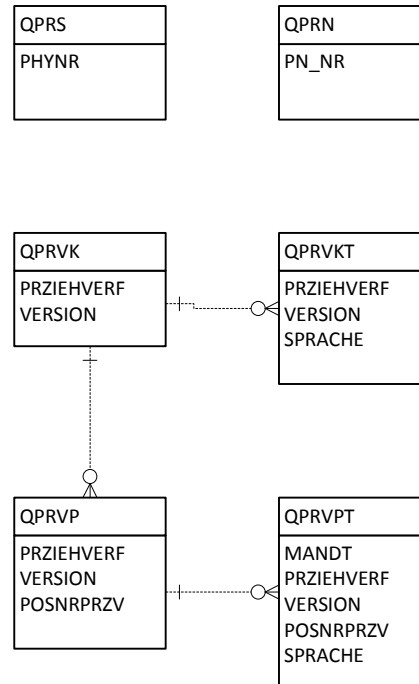 QPRS
PHYNR
QPRN
PN_NR
QPRVK
PRZIEHVERF
VERSION
QPRVKT
PRZIEHVERF
VERSION
SPRACHE
QPRVP
PRZIEHVERF
VERSION
POSNRPRZV
QPRVPT
MANDT
PRZIEHVERF
VERSION
POSNRPRZV
SPRACHE